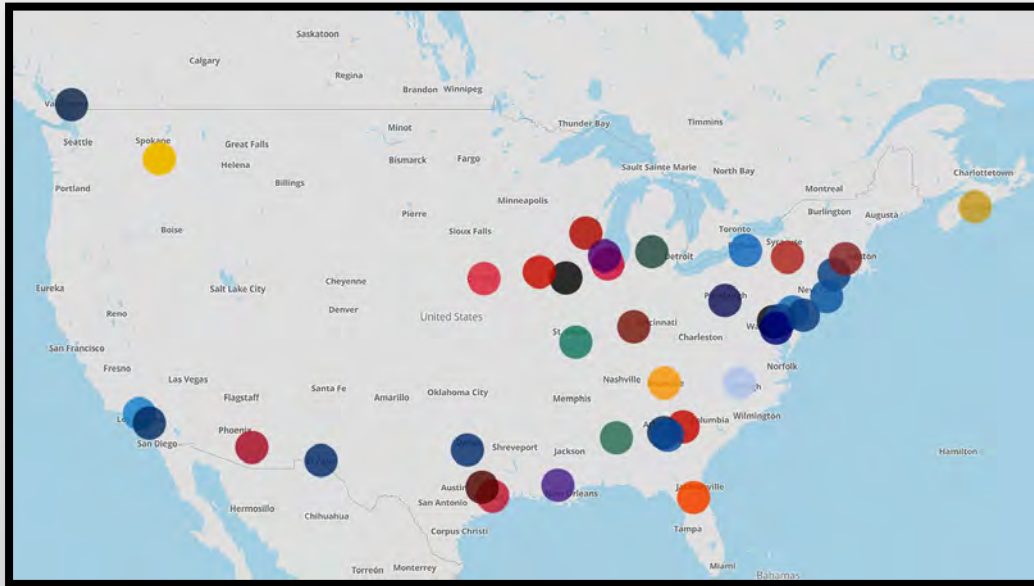 Saskatoon
Calgary
Regina
Brandon
Winnipeg
Seattle
Spokane
Great Falls
Helena
Minot
Thunder Bay
Timmins
Portland
Billings
Bismarck
Fargo
Sault Sainte Marie
North Bay
Charlottetown
Montreal
Boise
Pierre
Minneapolis
Burlington
Augusta
Sioux Falls
Toronto
Detroit
Eureka
Salt Lake City
Cheyenne
Reno
Denver
United States
San Francisco
Charleston
Fresno
Norfolk
Las Vegas
Santa Fe
Flagstaff
Amarillo
Oklahoma City
Nashville
Memphis
Wilmington
Phoenix
San Diego
Shreveport
Jackson
Hamilton
Hermosillo
Chihuahua
San Antonio
Corpus Christi
Tampa
Torreón
Monterrey
Miami
Bahamas